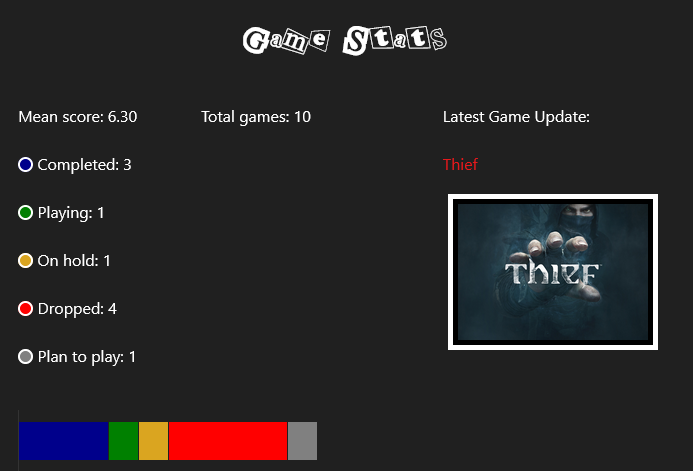 Game Stats
Mean score: 6.30
Total games: 10
Latest Game Update:
Completed: 3
Thief
Playing: 1
On hold: 1
THIEF
Dropped: 4
Plan to play: 1